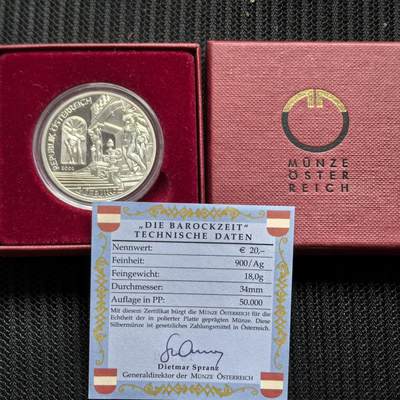 REPUBLIK ÖSTERREICH
MÜNZE
ÖSTER
REICH
„DIE BAROCKZEIT"
TECHNISCHE DATEN
Nennwert: € 20,–
Feinheit: 900/Ag
Feingewicht: 18,0g
Durchmesser: 34mm
Auflage in PP: 50.000
Mit diesem Zertifikat bürgt die MÜNZE ÖSTERREICH für die
Echtheit der in polierter Platte geprägten Münze. Diese
Silbermünze ist gesetzliches Zahlungsmittel in Österreich.
Dietmar Spranz
Generaldirektor der MÜNZE ÖSTERREICH